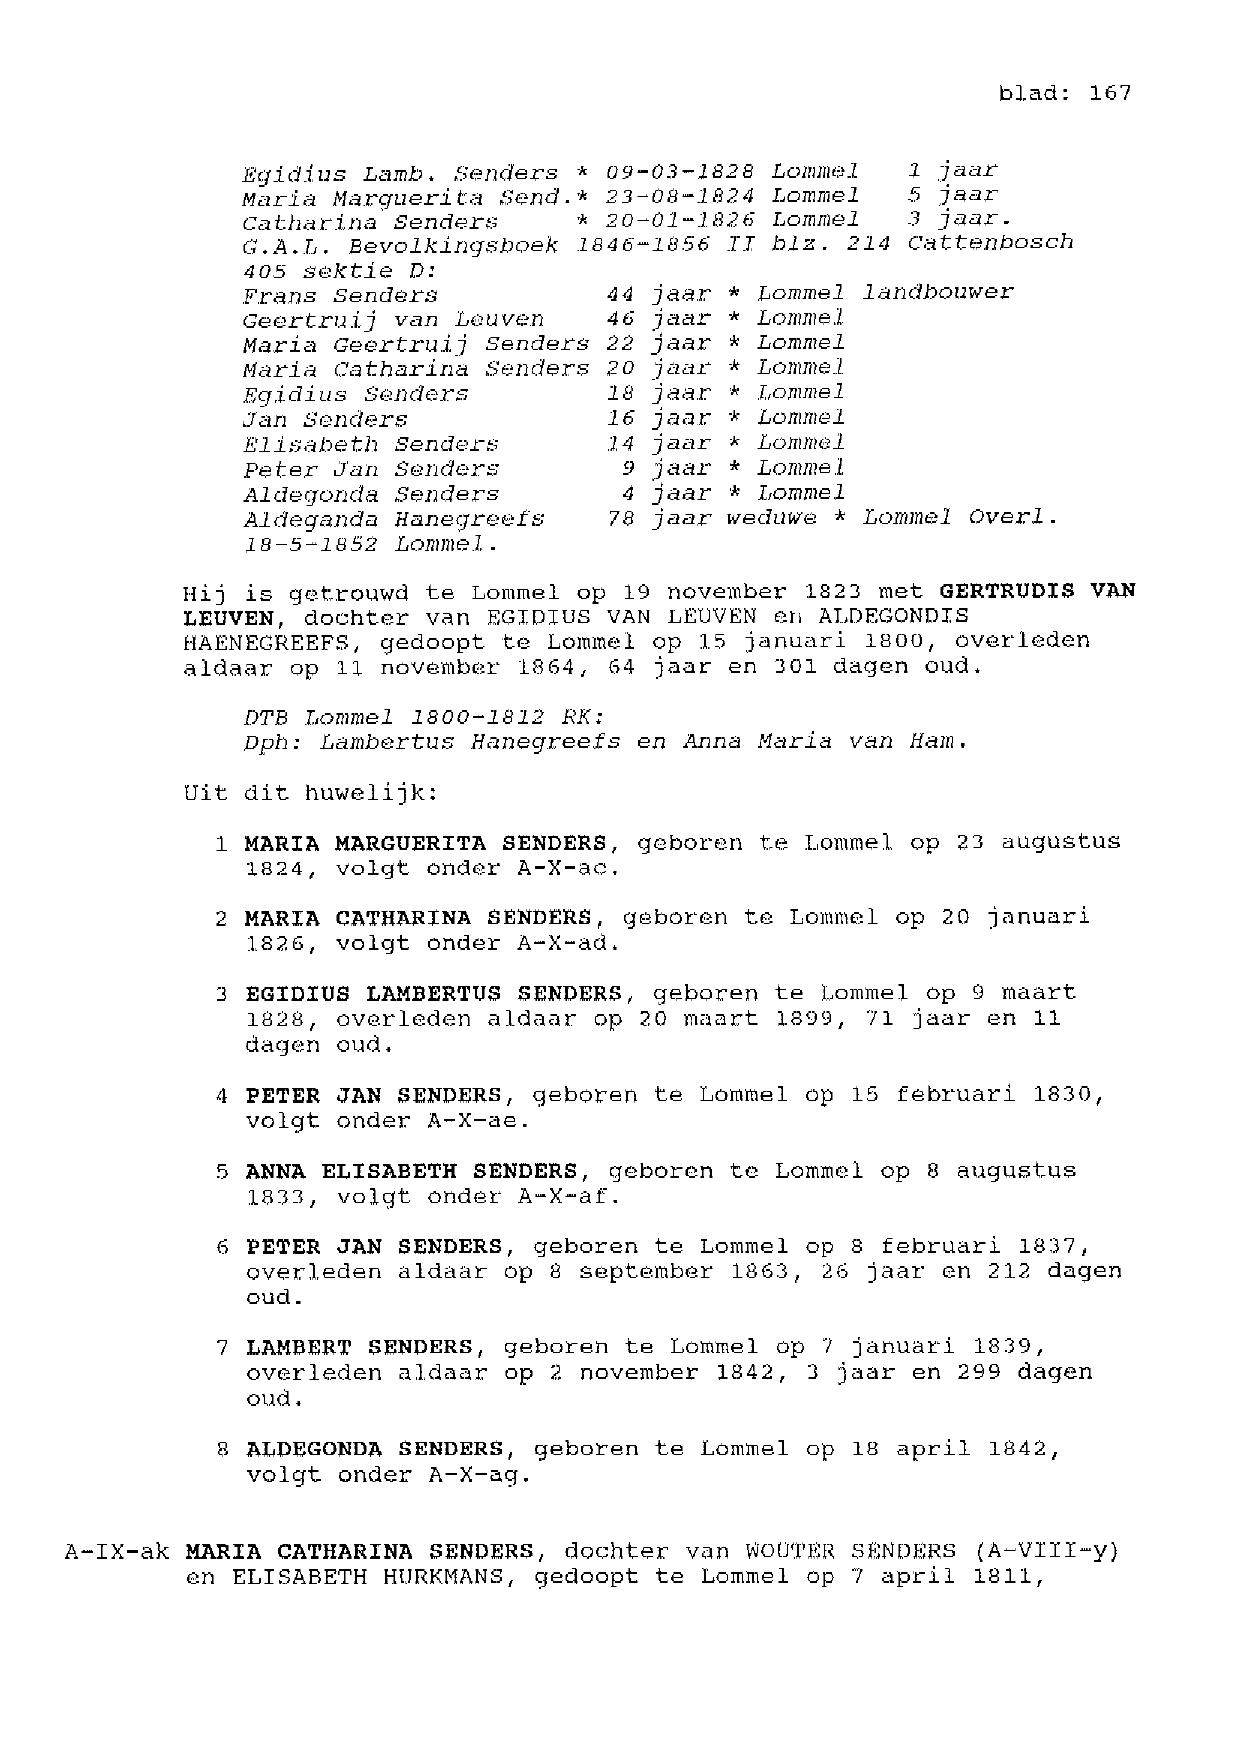 blad: 167
Egidius Lamb. Senders * 09-03-1828 Lommel 1 jaar
Maria Marguerita Send.* 23-08-1824 Lommel 5 jaar
Catharina Senders * 20-01-1826 Lommel 3 jaar.
G.A.L. Bevolkingsboek 1846-1856 II blz. 214 Cattenbosch
405 sektie D:
Frans Senders 44 jaar * Lommel landbouwer
Geertruij van Leuven 46 jaar * Lommel
Maria Geertruij Senders 22 jaar * Lommel
Maria Catharina Senders 20 jaar * Lommel
Egidius Senders 18 jaar * Lommel
Jan Senders 16 jaar * Lommel
Elisabeth Senders 14 jaar * Lommel
Peter Jan Senders 9 jaar * Lommel
Aldegonda Senders 4 jaar * Lommel
Aldeganda Hanegreefs 78 jaar weduwe * Lommel Overl.
18-5-1852 Lommel.
Hij is getrouwd te Lommel op 19 november 1823 met GERTRUDIS VAN
LEUVEN, dochter van EGIDIUS VAN LEUVEN en ALDEGONDIS
HAENEGREEFS, gedoopt te Lommel op 15 januari 1800, overleden
aldaar op 11 november 1864, 64 jaar en 301 dagen oud.
DTB Lommel 1800-1812 RK:
Dph: Lambertus Hanegreefs en Anna Maria van Ham.
Uit dit huwelijk:
1 MARIA MARGUERITA SENDERS, geboren te Lommel op 23 augustus
1824, volgt onder A-X-ac.
2 MARIA CATHARINA SENDERS, geboren te Lommel op 20 januari
1826, volgt onder A-X-ad.
3 EGIDIUS LAMBERTUS SENDERS, geboren te Lommel op 9 maart
1828, overleden aldaar op 20 maart 1899, 71 jaar en 11
dagen oud.
4 PETER JAN SENDERS, geboren te Lommel op 15 februari 1830,
volgt onder A-X-ae.
5 ANNA ELISABETH SENDERS, geboren te Lommel op 8 augustus
1833, volgt onder A-X-af.
6 PETER JAN SENDERS, geboren te Lommel op 8 februari 1837,
overleden aldaar op 8 september 1863, 26 jaar en 212 dagen
oud.
7 LAMBERT SENDERS, geboren te Lommel op 7 januari 1839,
overleden aldaar op 2 november 1842, 3 jaar en 299 dagen
oud.
8 ALDEGONDA SENDERS, geboren te Lommel op 18 april 1842,
volgt onder A-X-ag.
A-IX-ak MARIA CATHARINA SENDERS, dochter van WOUTER SENDERS (A-VIII-y)
en ELISABETH HURKMANS, gedoopt te Lommel op 7 april 1811,